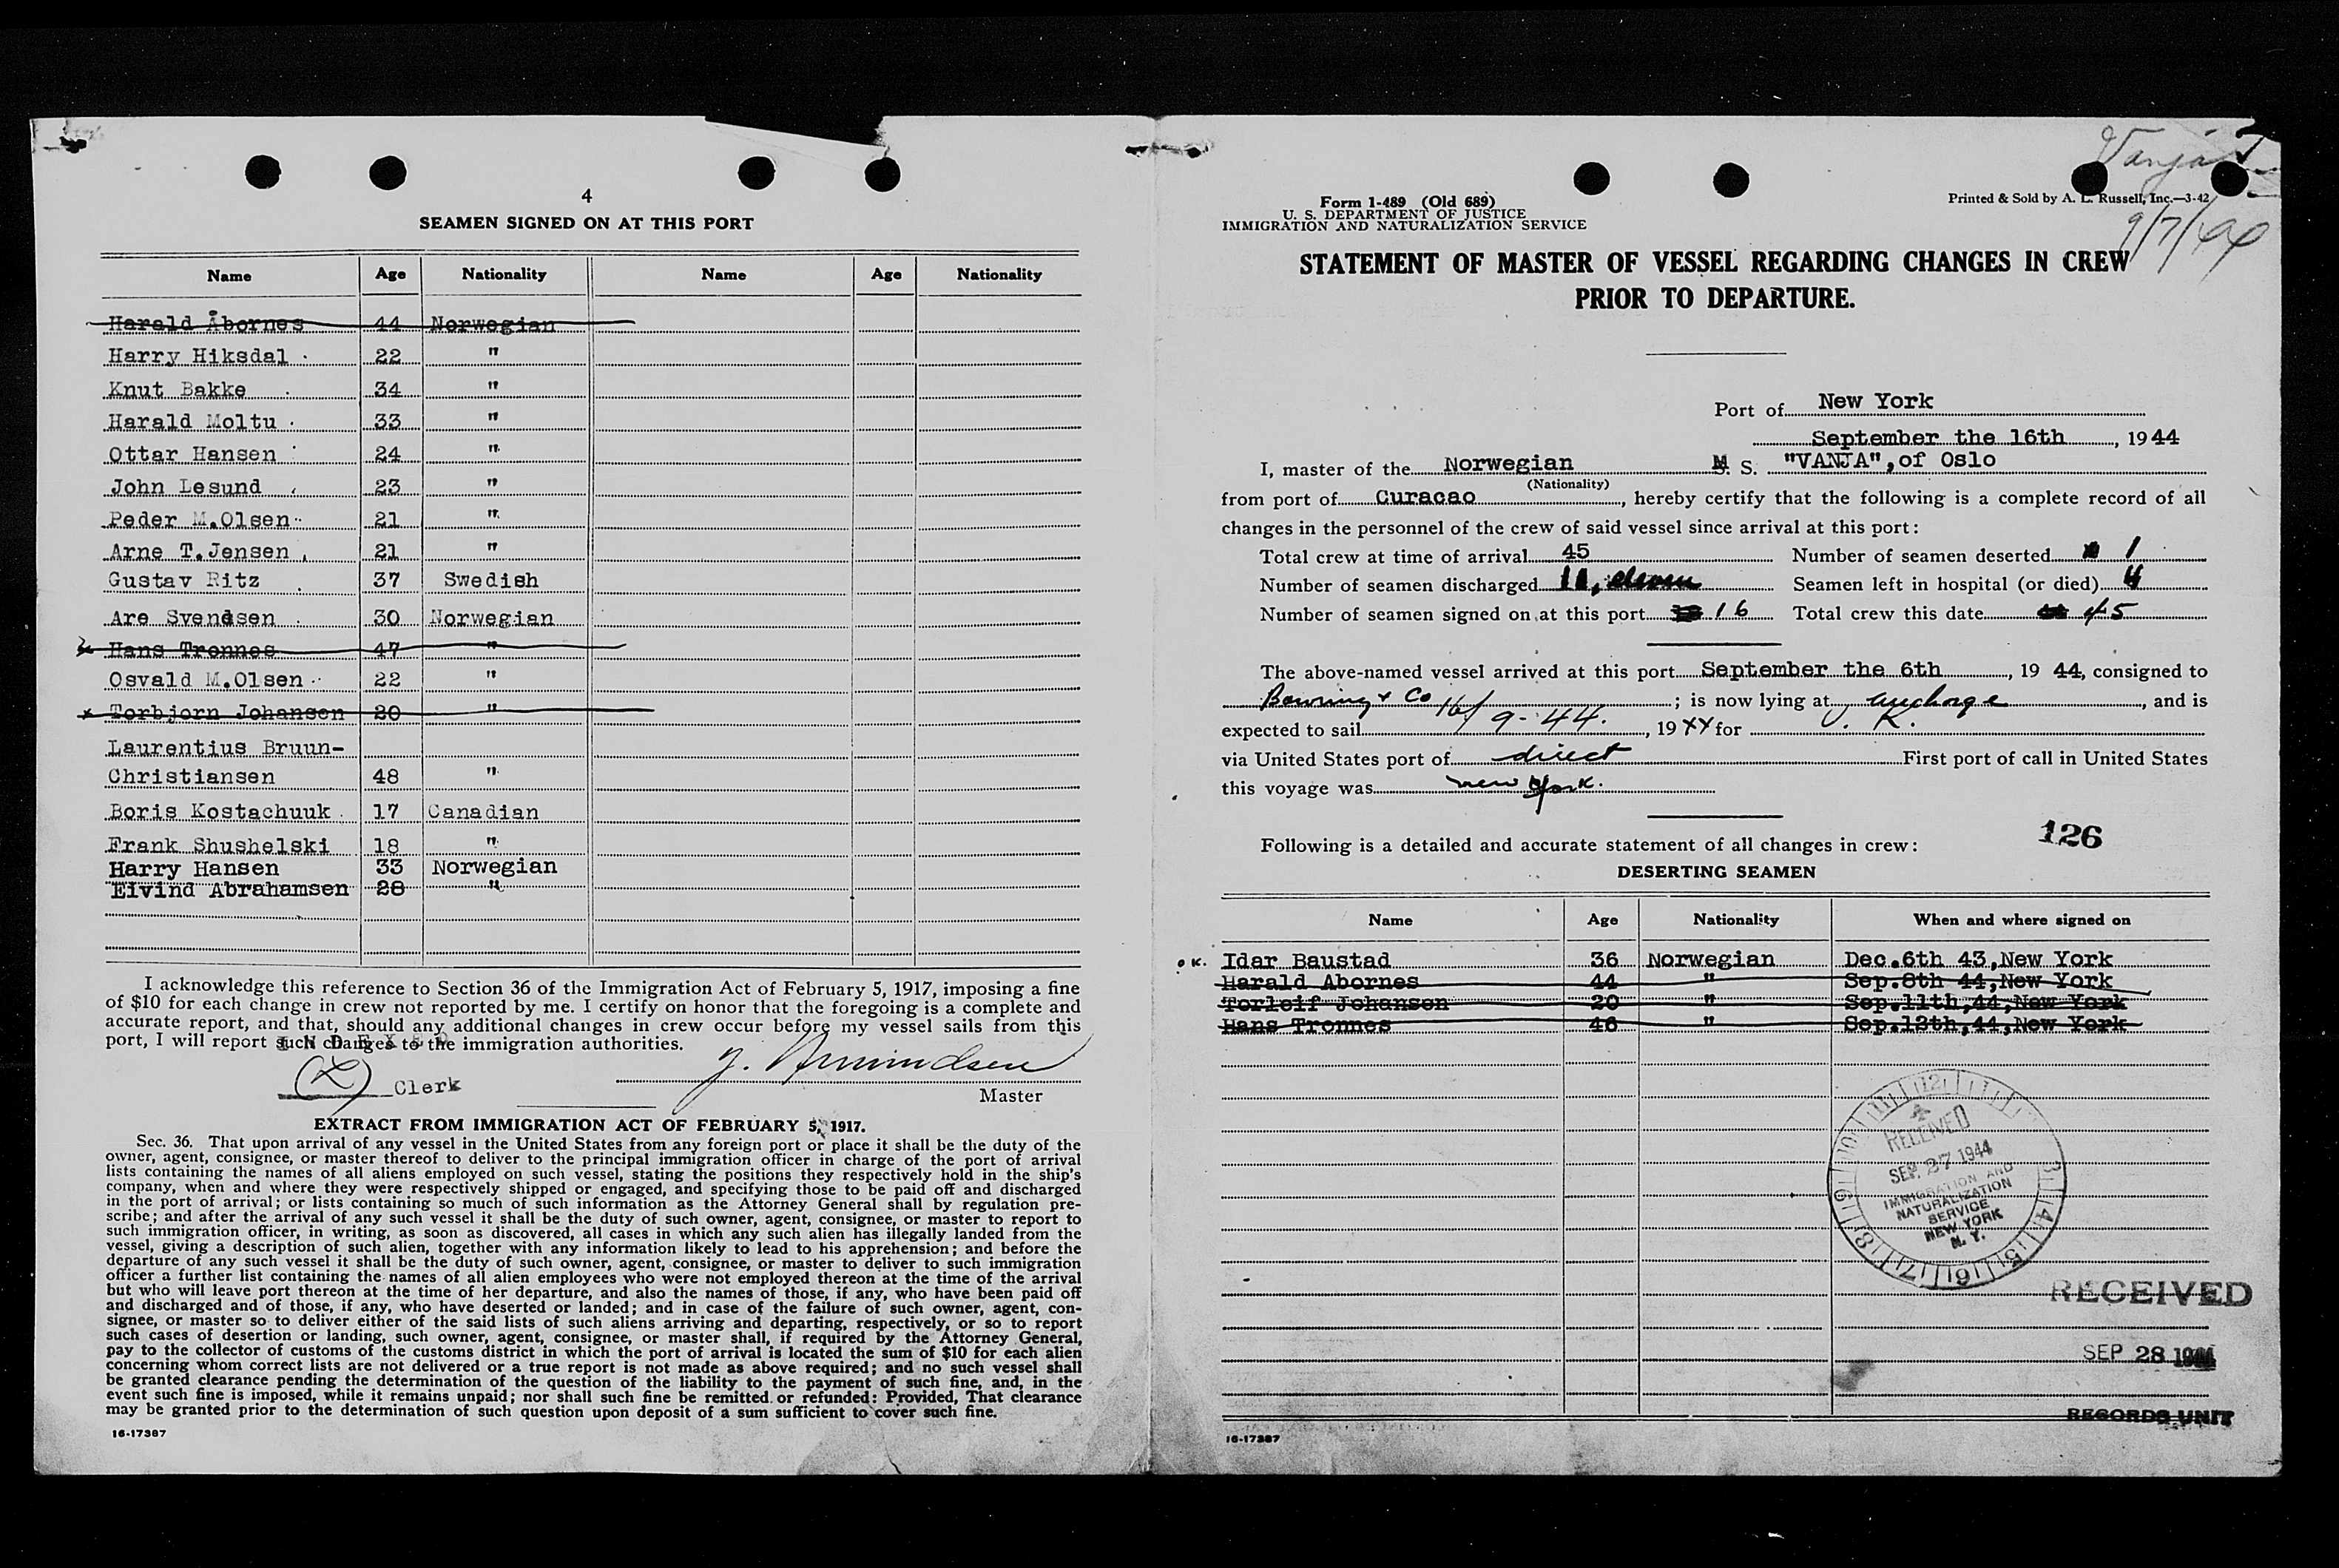 4
SEAMEN SIGNED ON AT THIS PORT
Name Age Nationality Name Age Nationality
Harald Åbornes 44 Norwegian
Harry Hiksdal 22 "
Knut Bakke 34 "
Harald Moltu 33 "
Ottar Hansen 24 "
John Lesund 23 "
Peder M.Olsen 21 "
Arne T.Jensen 21 "
Gustav Ritz 37 Swedish
Are Svendsen 30 Norwegian
Hans Tronnes 47 "
Osvald M.Olsen 22 "
Torbjorn Johansen 20 "
Laurentius Bruun-
Christiansen 48 "
Boris Kostachuuk 17 Canadian
Frank Shushelski 18 "
Harry Hansen 33 Norwegian
Eivind Abrahamsen 28 "
I acknowledge this reference to Section 36 of the Immigration Act of February 5, 1917, imposing a fine
of $10 for each change in crew not reported by me. I certify on honor that the foregoing is a complete and
accurate report, and that, should any additional changes in crew occur before my vessel sails from this
port, I will report such changes to the immigration authorities.
INDEXED
J. Amundsen
Clerk
Master
EXTRACT FROM IMMIGRATION ACT OF FEBRUARY 5, 1917.
Sec. 36. That upon arrival of any vessel in the United States from any foreign port or place it shall be the duty of the
owner, agent, consignee, or master thereof to deliver to the principal immigration officer in charge of the port of arrival
lists containing the names of all aliens employed on such vessel, stating the positions they respectively hold in the ship's
company, when and where they were respectively shipped or engaged, and specifying those to be paid off and discharged
in the port of arrival; or lists containing so much of such information as the Attorney General shall by regulation pre-
scribe; and after the arrival of any such vessel it shall be the duty of such owner, agent, consignee, or master to report to
such immigration officer, in writing, as soon as discovered, all cases in which any such alien has illegally landed from the
vessel, giving a description of such alien, together with any information likely to lead to his apprehension; and before the
departure of any such vessel it shall be the duty of such owner, agent, consignee, or master to deliver to such immigration
officer a further list containing the names of all alien employees who were not employed thereon at the time of the arrival
but who will leave port thereon at the time of her departure, and also the names of those, if any, who have been paid off
and discharged and of those, if any, who have deserted or landed; and in case of the failure of such owner, agent, con-
signee, or master so to deliver either of the said lists of such aliens arriving and departing, respectively, or so to report
such cases of desertion or landing, such owner, agent, consignee, or master shall, if required by the Attorney General,
pay to the collector of customs of the customs district in which the port of arrival is located the sum of $10 for each alien
concerning whom correct lists are not delivered or a true report is not made as above required; and no such vessel shall
be granted clearance pending the determination of the question of the liability to the payment of such fine, and, in the
event such fine is imposed, while it remains unpaid; nor shall such fine be remitted or refunded: Provided, That clearance
may be granted prior to the determination of such question upon deposit of a sum sufficient to cover such fine.
16-17387
Vanja
9/7/44
Form 1-489 (Old 689)
U. S. DEPARTMENT OF JUSTICE
IMMIGRATION AND NATURALIZATION SERVICE
Printed & Sold by A. L. Russell, Inc.—3-42
STATEMENT OF MASTER OF VESSEL REGARDING CHANGES IN CREW
PRIOR TO DEPARTURE.
Port of New York
September the 16th, 1944
I, master of the Norwegian M. S. "VANJA", of Oslo
(Nationality)
from port of Curacao, hereby certify that the following is a complete record of all
changes in the personnel of the crew of said vessel since arrival at this port:
Total crew at time of arrival 45 Number of seamen deserted 1
Number of seamen discharged 11, eleven Seamen left in hospital (or died) 4
Number of seamen signed on at this port 16 Total crew this date 45
The above-named vessel arrived at this port September the 6th, 19 44, consigned to
Bowring & Co; is now lying at anchorage, and is
expected to sail 16/9-44., 19 for U. K.
via United States port of direct First port of call in United States
this voyage was new York.
126
Following is a detailed and accurate statement of all changes in crew:
DESERTING SEAMEN
Name Age Nationality When and where signed on
O K. Idar Baustad 36 Norwegian Dec.6th 43,New York
Harald Abornes 44 " Sep.8th 44,New York
Torleif Johansen 20 " Sep.11th,44,New York
Hans Tronnes 46 " Sep.12th,44,New York
RECEIVED
SEP 27 1944
IMMIGRATION AND
NATURALIZATION
SERVICE
NEW YORK
N. Y.
RECEIVED
SEP 28 1944
RECORDS UNIT
16-17387